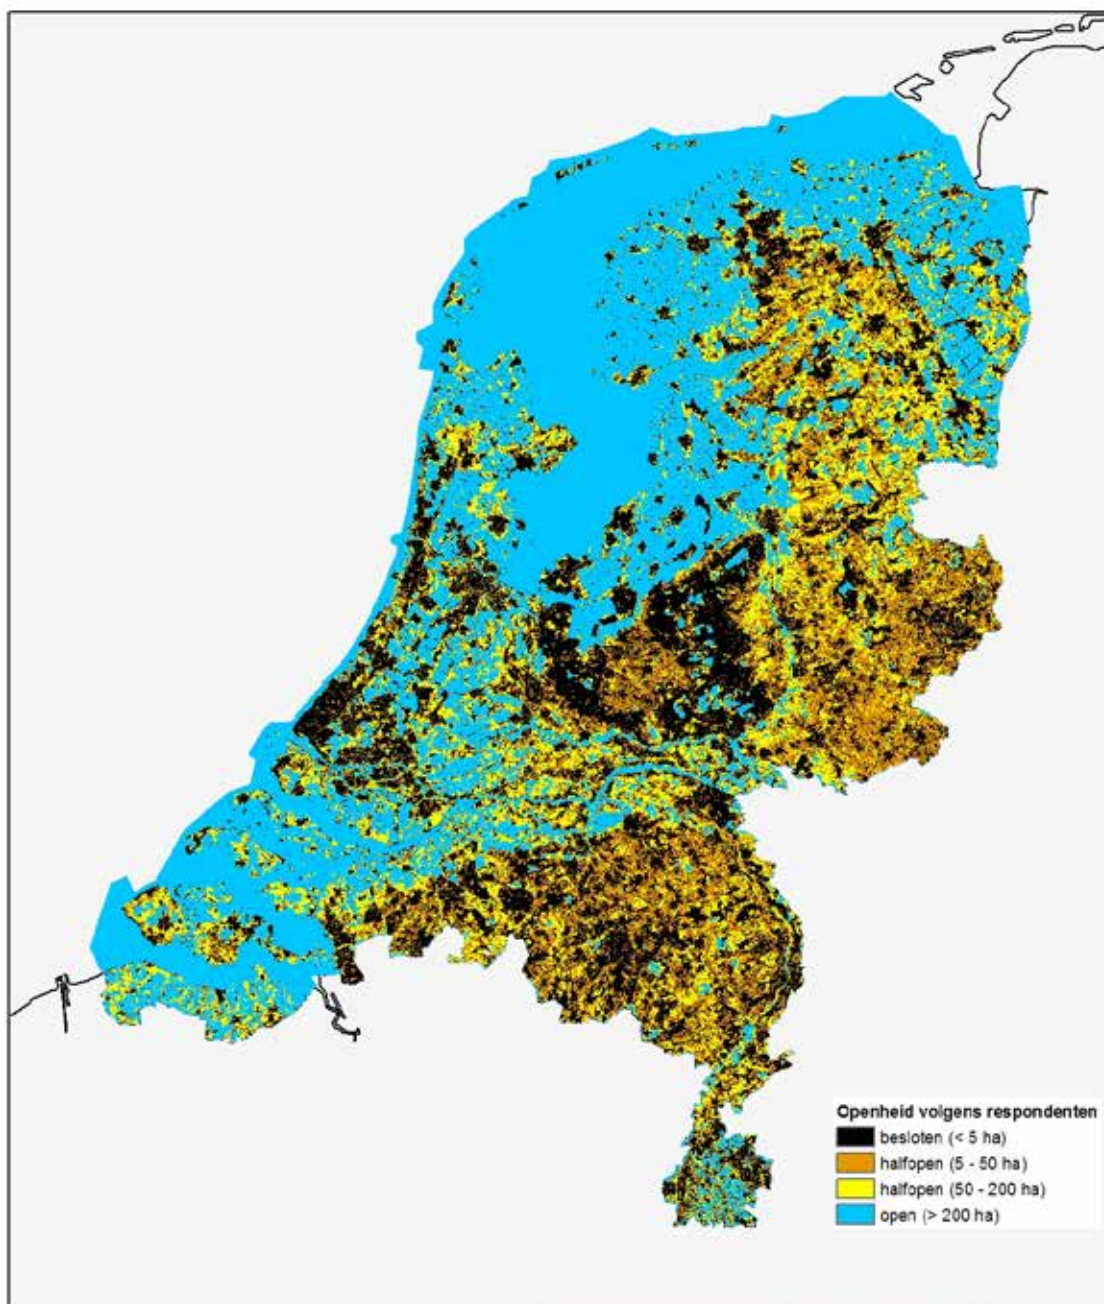 Openheid volgens respondenten
besloten (< 5 ha)
halfopen (5 - 50 ha)
halfopen (50 - 200 ha)
open (> 200 ha)